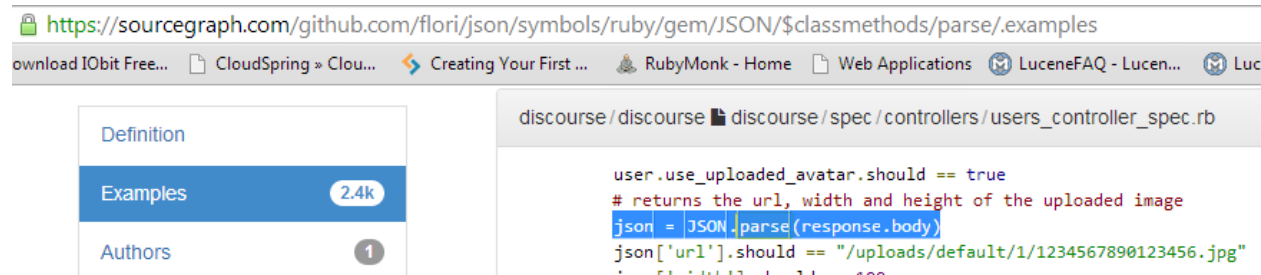 https://sourcegraph.com/github.com/flori/json/symbols/ruby/gem/JSON/$classmethods/parse/.examples
ownload IObit Free... CloudSpring » Clou... Creating Your First ... RubyMonk - Home Web Applications LuceneFAQ - Lucen... Luc
Definition
Examples 2.4k
Authors 1
discourse/discourse discourse/spec/controllers/users_controller_spec.rb
user.use_uploaded_avatar.should == true
# returns the url, width and height of the uploaded image
json = JSON.parse(response.body)
json['url'].should == "/uploads/default/1/1234567890123456.jpg"